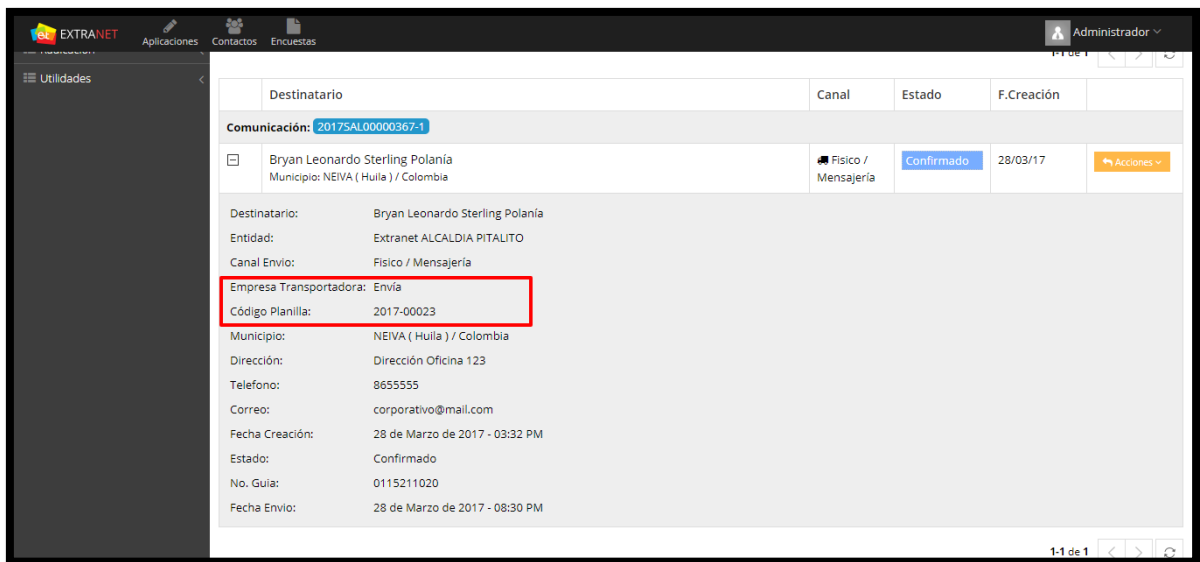 EXTRANET
Aplicaciones Contactos Encuestas
Administrador
Radicación
1-1 de 1
Utilidades
Destinatario Canal Estado F.Creación
Comunicación: 2017SAL00000367-1
Bryan Leonardo Sterling Polanía Fisico / Confirmado 28/03/17 Acciones
Municipio: NEIVA ( Huila ) / Colombia Mensajería
Destinatario: Bryan Leonardo Sterling Polanía
Entidad: Extranet ALCALDIA PITALITO
Canal Envio: Fisico / Mensajería
Empresa Transportadora: Envía
Código Planilla: 2017-00023
Municipio: NEIVA ( Huila ) / Colombia
Dirección: Dirección Oficina 123
Telefono: 8655555
Correo: corporativo@mail.com
Fecha Creación: 28 de Marzo de 2017 - 03:32 PM
Estado: Confirmado
No. Guia: 0115211020
Fecha Envio: 28 de Marzo de 2017 - 08:30 PM
1-1 de 1